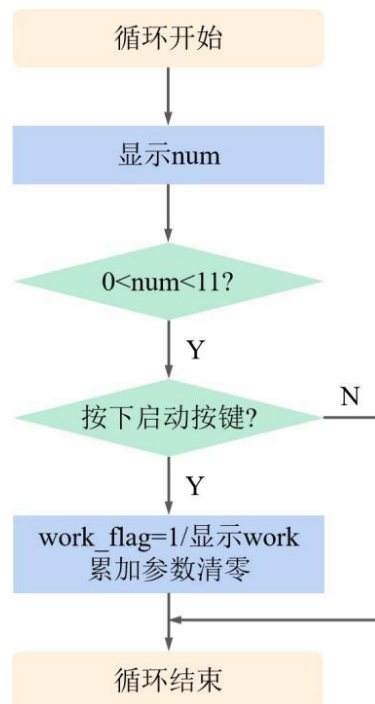 循环开始
显示num
0<num<11?
Y
按下启动按键?
N
Y
work_flag=1/显示work
累加参数清零
循环结束